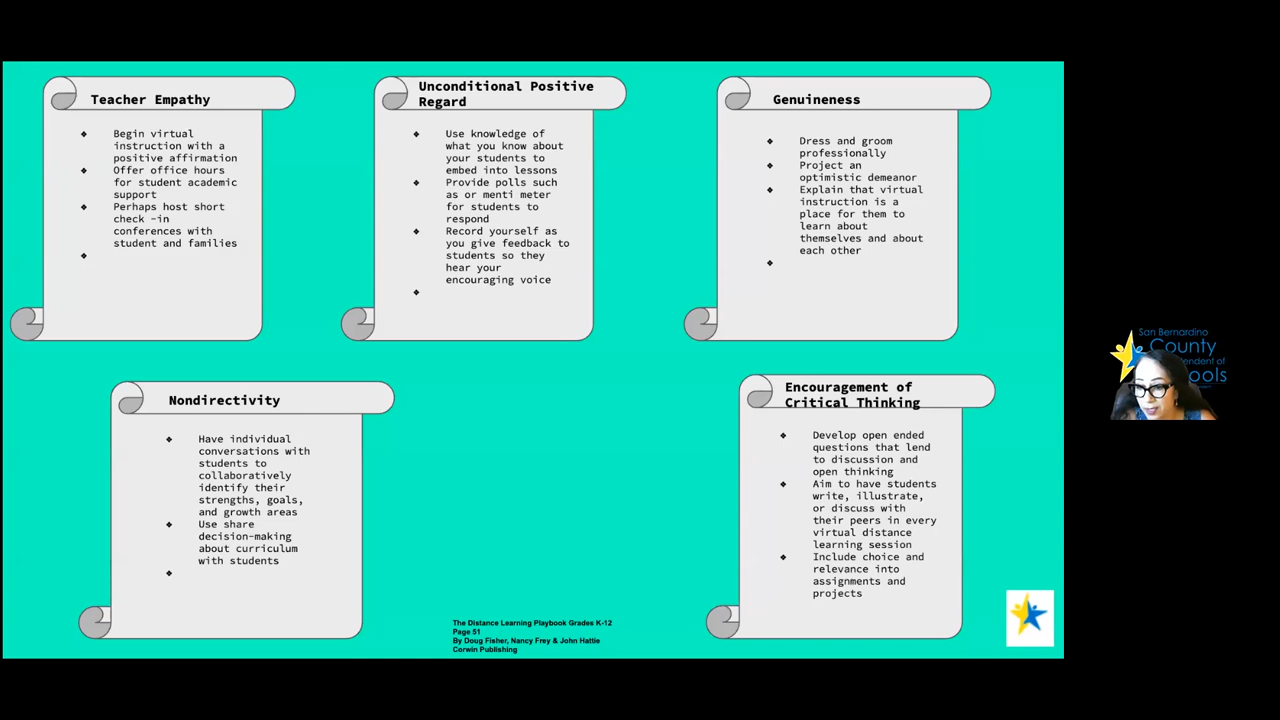 Teacher Empathy
❖ Begin virtual
instruction with a
positive affirmation
❖ Offer office hours
for student academic
support
❖ Perhaps host short
check -in
conferences with
student and families
❖
Unconditional Positive
Regard
❖ Use knowledge of
what you know about
your students to
embed into lessons
❖ Provide polls such
as or menti meter
for students to
respond
❖ Record yourself as
you give feedback to
students so they
hear your
encouraging voice
❖
Genuineness
❖ Dress and groom
professionally
❖ Project an
optimistic demeanor
❖ Explain that virtual
instruction is a
place for them to
learn about
themselves and about
each other
❖
Nondirectivity
❖ Have individual
conversations with
students to
collaboratively
identify their
strengths, goals,
and growth areas
❖ Use share
decision-making
about curriculum
with students
❖
Encouragement of
Critical Thinking
❖ Develop open ended
questions that lend
to discussion and
open thinking
❖ Aim to have students
write, illustrate,
or discuss with
their peers in every
virtual distance
learning session
❖ Include choice and
relevance into
assignments and
projects
The Distance Learning Playbook Grades K-12
Page 51
By Doug Fisher, Nancy Frey & John Hattie
Corwin Publishing
San Bernardino
County
of